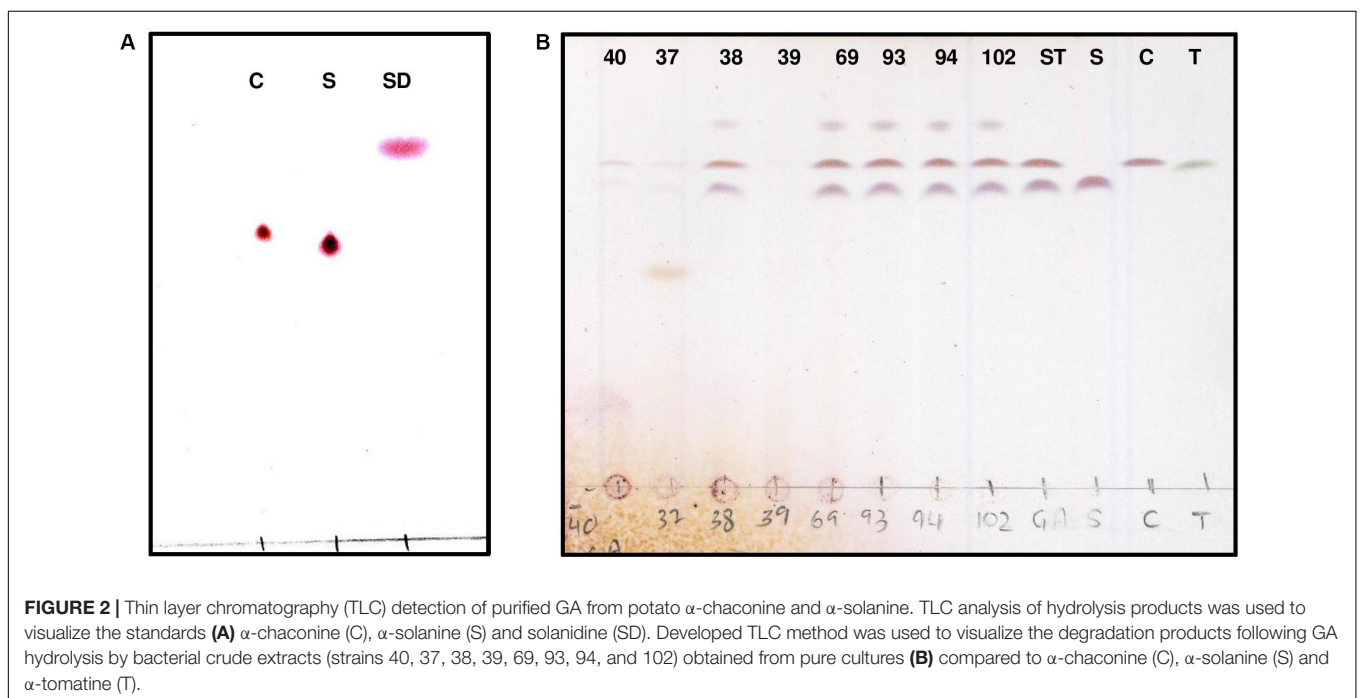 A
B
C S SD
40 37 38 39 69 93 94 102 ST S C T
40 37 38 39 69 93 94 102 GA S C T
FIGURE 2 | Thin layer chromatography (TLC) detection of purified GA from potato α-chaconine and α-solanine. TLC analysis of hydrolysis products was used to
visualize the standards (A) α-chaconine (C), α-solanine (S) and solanidine (SD). Developed TLC method was used to visualize the degradation products following GA
hydrolysis by bacterial crude extracts (strains 40, 37, 38, 39, 69, 93, 94, and 102) obtained from pure cultures (B) compared to α-chaconine (C), α-solanine (S) and
α-tomatine (T).